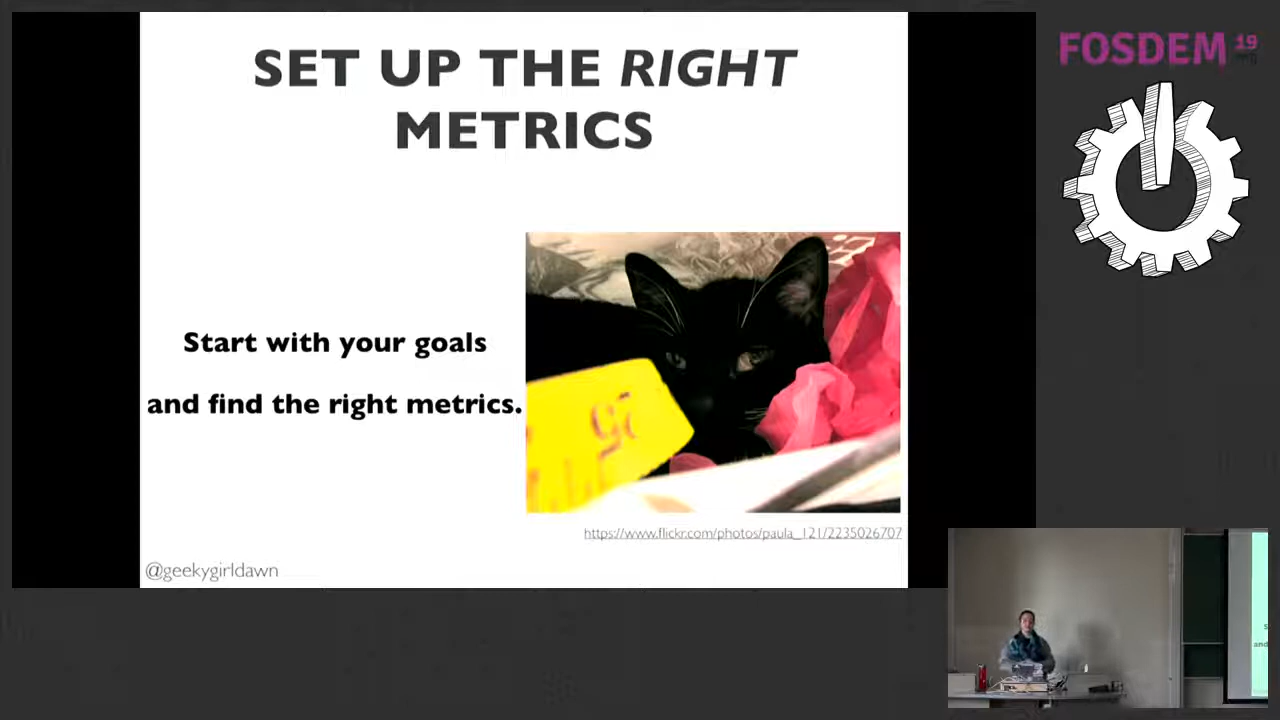 SET UP THE RIGHT
METRICS
Start with your goals
and find the right metrics.
25
https://www.flickr.com/photos/paula_121/2235026707
@geekygirldawn
FOSDEM 19